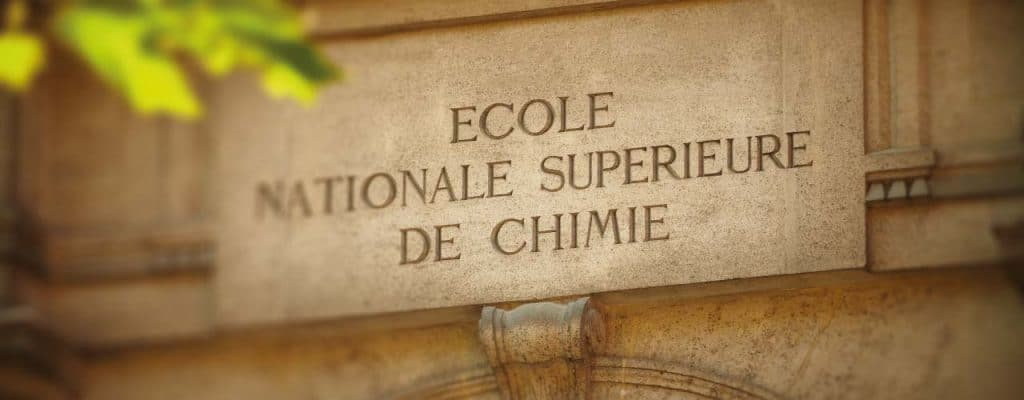 ECOLE
NATIONALE SUPERIEURE
DE CHIMIE